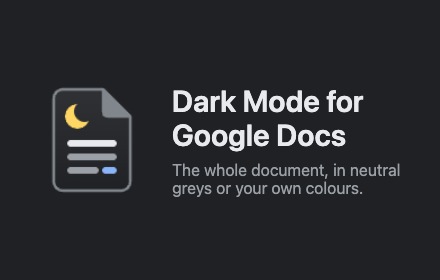 Dark Mode for
Google Docs
The whole document, in neutral
greys or your own colours.